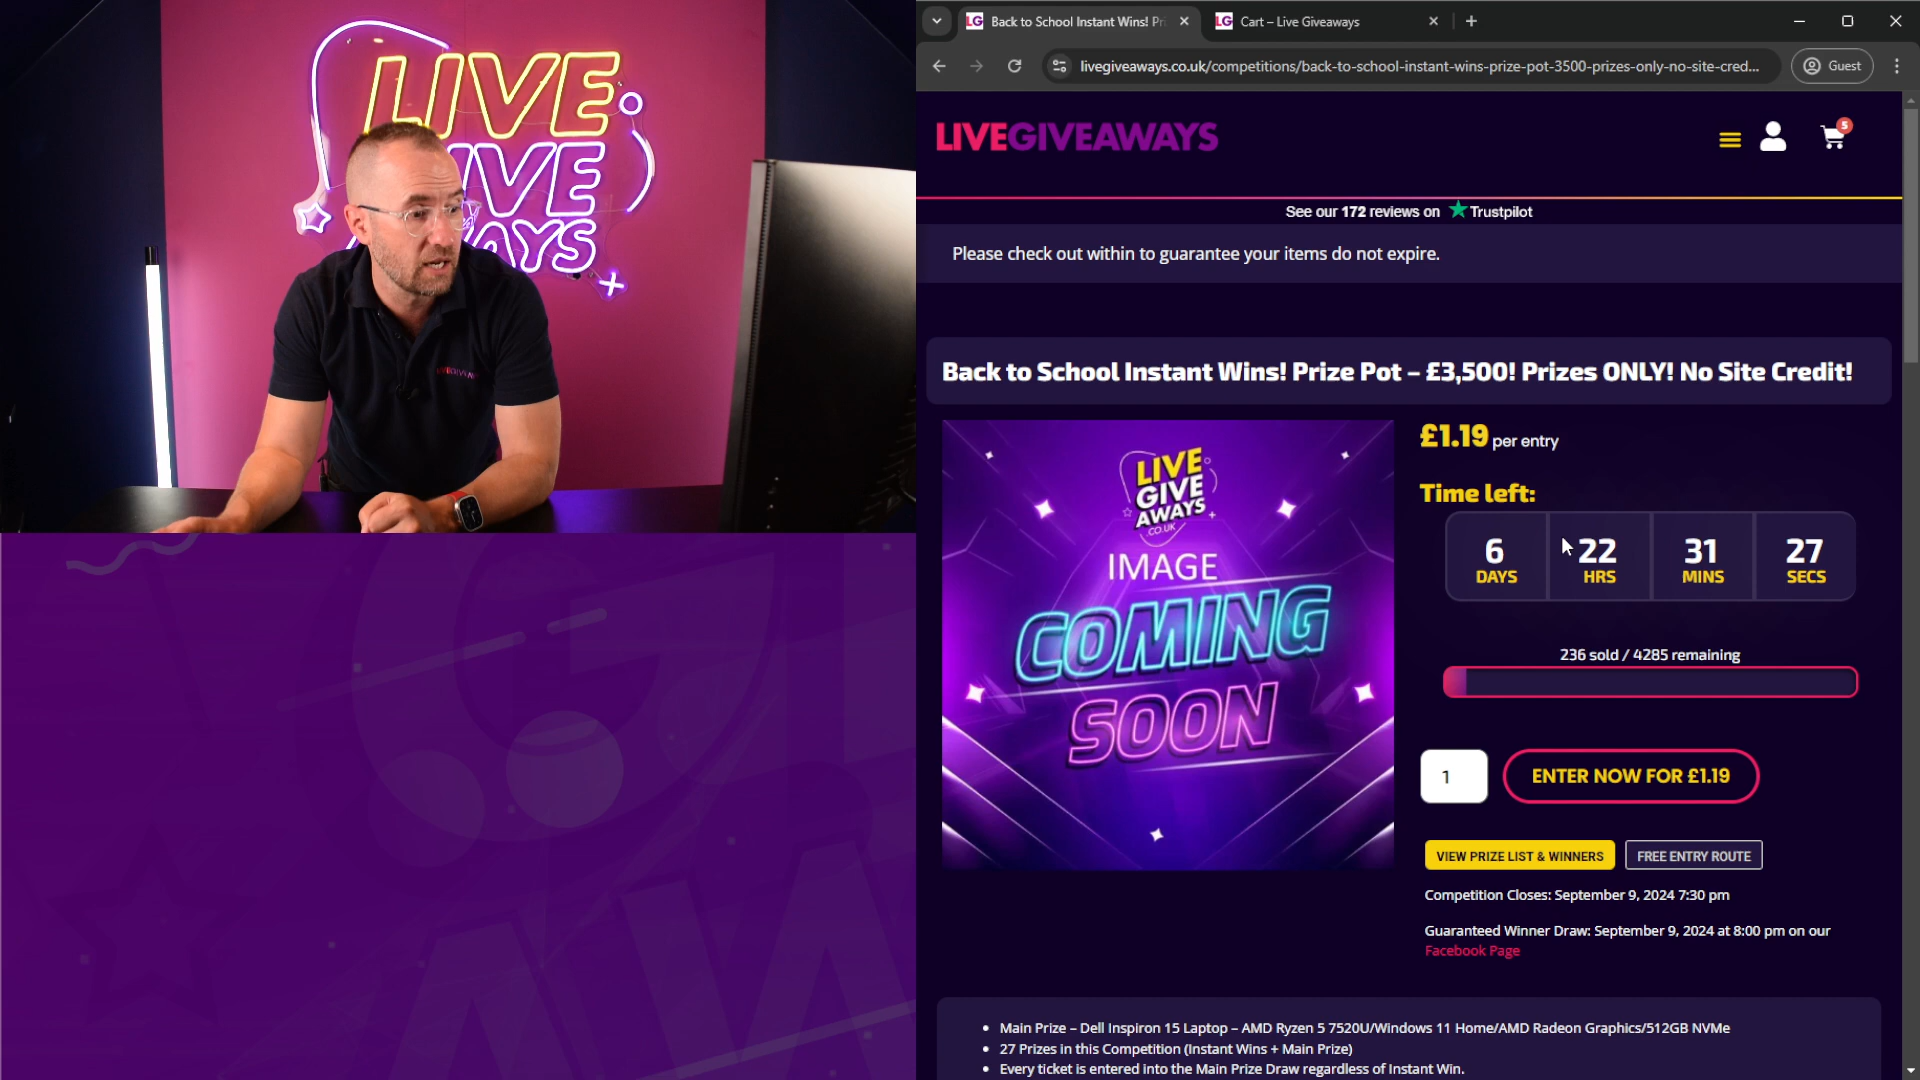 LIVE
IVE
AYS
Back to School Instant Wins! Pr
Cart – Live Giveaways
livegiveaways.co.uk/competitions/back-to-school-instant-wins-prize-pot-3500-prizes-only-no-site-cred...
Guest
LIVEGIVEAWAYS
5
See our 172 reviews on Trustpilot
Please check out within to guarantee your items do not expire.
Back to School Instant Wins! Prize Pot – £3,500! Prizes ONLY! No Site Credit!
LIVE
GIVE
AWAYS
.CO.UK
IMAGE
COMING
SOON
£1.19 per entry
Time left:
6 22 31 27
DAYS HRS MINS SECS
236 sold / 4285 remaining
1
ENTER NOW FOR £1.19
VIEW PRIZE LIST & WINNERS
FREE ENTRY ROUTE
Competition Closes: September 9, 2024 7:30 pm
Guaranteed Winner Draw: September 9, 2024 at 8:00 pm on our
Facebook Page
• Main Prize – Dell Inspiron 15 Laptop – AMD Ryzen 5 7520U/Windows 11 Home/AMD Radeon Graphics/512GB NVMe
• 27 Prizes in this Competition (Instant Wins + Main Prize)
• Every ticket is entered into the Main Prize Draw regardless of Instant Win.